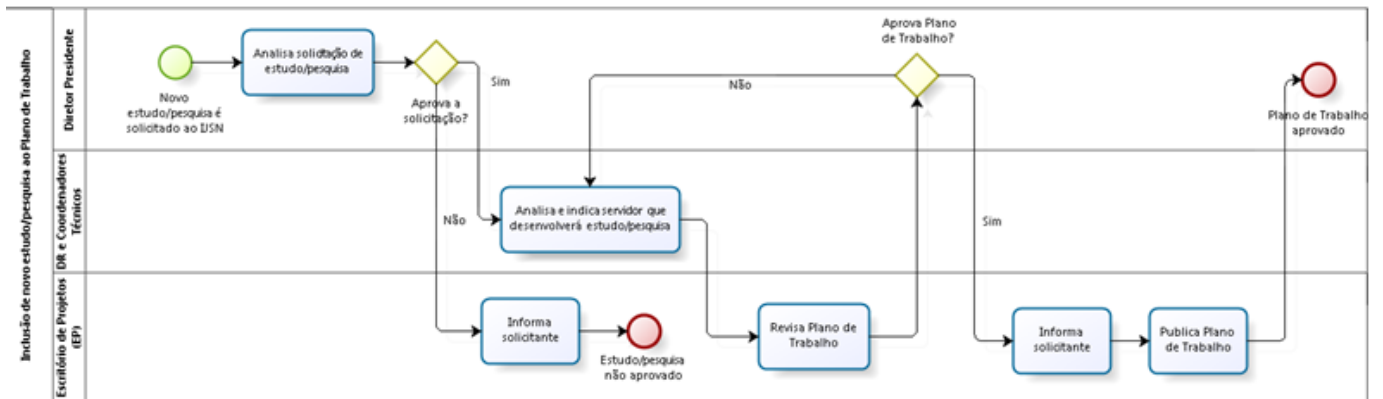 Inclusão de novo estudo/pesquisa ao Plano de Trabalho
Diretor Presidente
Novo
estudo/pesquisa é
solicitado ao IJSN
Analisa solicitação de
estudo/pesquisa
Aprova a
solicitação?
Sim
Não
Aprova Plano
de Trabalho?
Não
Sim
Plano de Trabalho
aprovado
DR e Coordenadores
Técnicos
Analisa e indica servidor que
desenvolverá estudo/pesquisa
Escritório de Projetos
(EP)
Informa
solicitante
Estudo/pesquisa
não aprovado
Revisa Plano de
Trabalho
Informa
solicitante
Publica Plano
de Trabalho